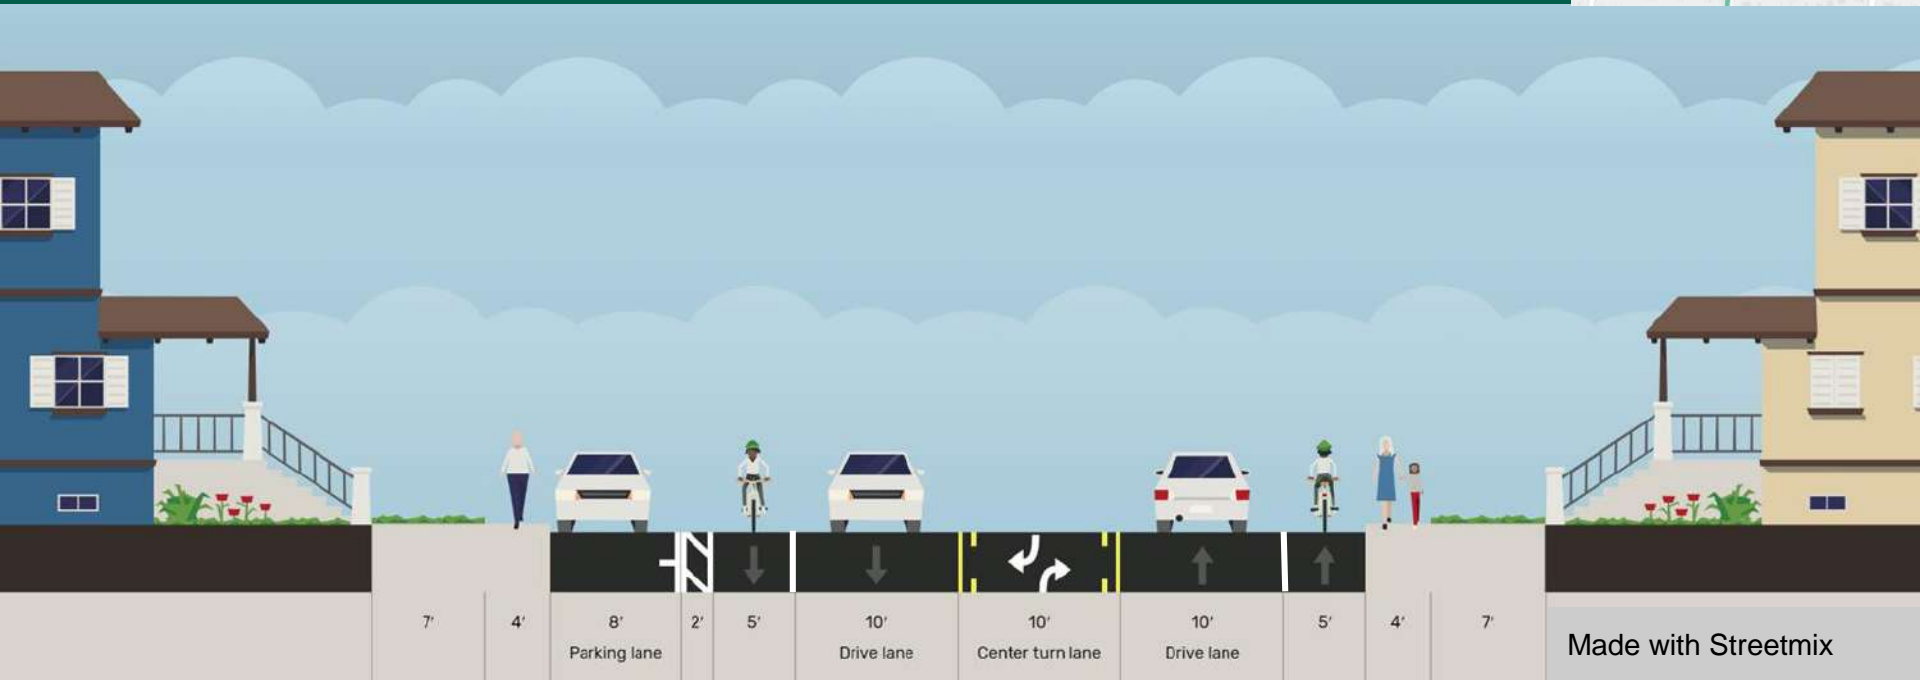 7′ 4′ 8′ 2′ 5′ 10′ 10′ 10′ 5′ 4′ 7′
Parking lane Drive lane Center turn lane Drive lane
Made with Streetmix